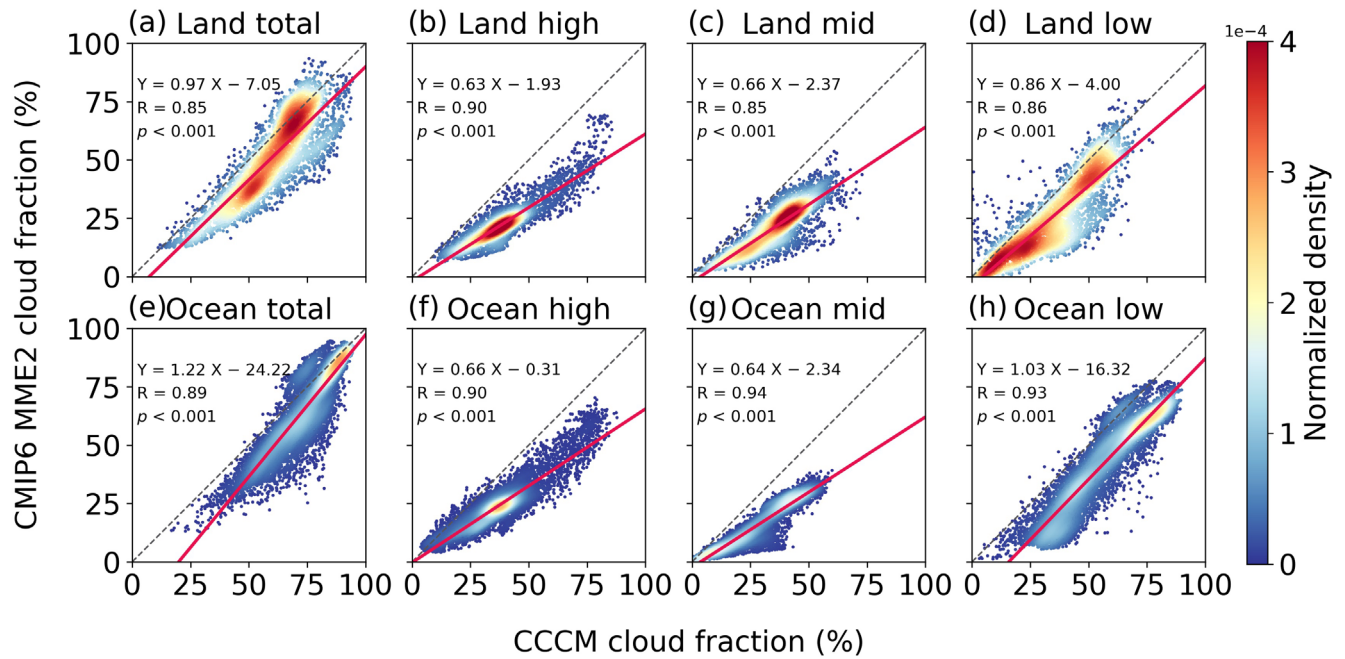 (a) Land total
(b) Land high
(c) Land mid
(d) Land low
1e−4
Y = 0.97 X − 7.05
R = 0.85
p < 0.001
Y = 0.63 X − 1.93
R = 0.90
p < 0.001
Y = 0.66 X − 2.37
R = 0.85
p < 0.001
Y = 0.86 X − 4.00
R = 0.86
p < 0.001
100
75
50
25
0
(e) Ocean total
(f) Ocean high
(g) Ocean mid
(h) Ocean low
Y = 1.22 X − 24.22
R = 0.89
p < 0.001
Y = 0.66 X − 0.31
R = 0.90
p < 0.001
Y = 0.64 X − 2.34
R = 0.94
p < 0.001
Y = 1.03 X − 16.32
R = 0.93
p < 0.001
100
75
50
25
0
0 25 50 75 100
0 25 50 75 100
0 25 50 75 100
0 25 50 75 100
CMIP6 MME2 cloud fraction (%)
CCCM cloud fraction (%)
4
3
2
1
0
Normalized density